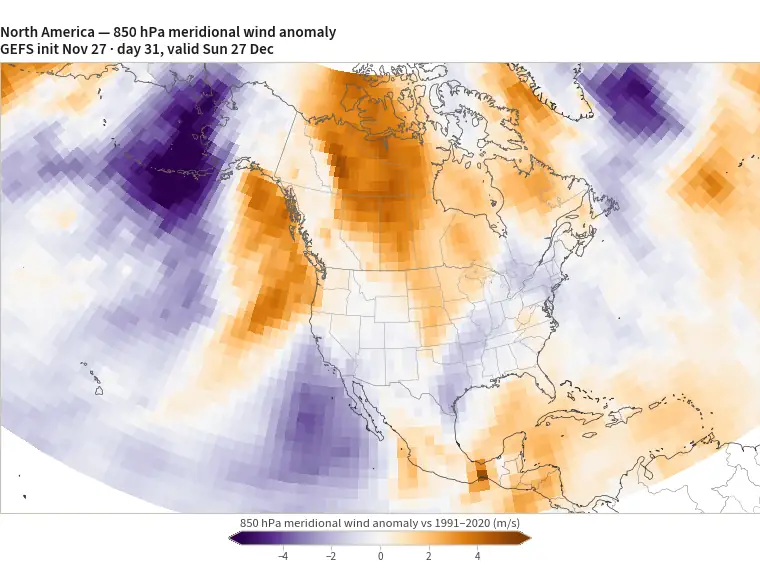 North America — 850 hPa meridional wind anomaly
GEFS init Nov 27 · day 31, valid Sun 27 Dec
850 hPa meridional wind anomaly vs 1991–2020 (m/s)
−4 −2 0 2 4